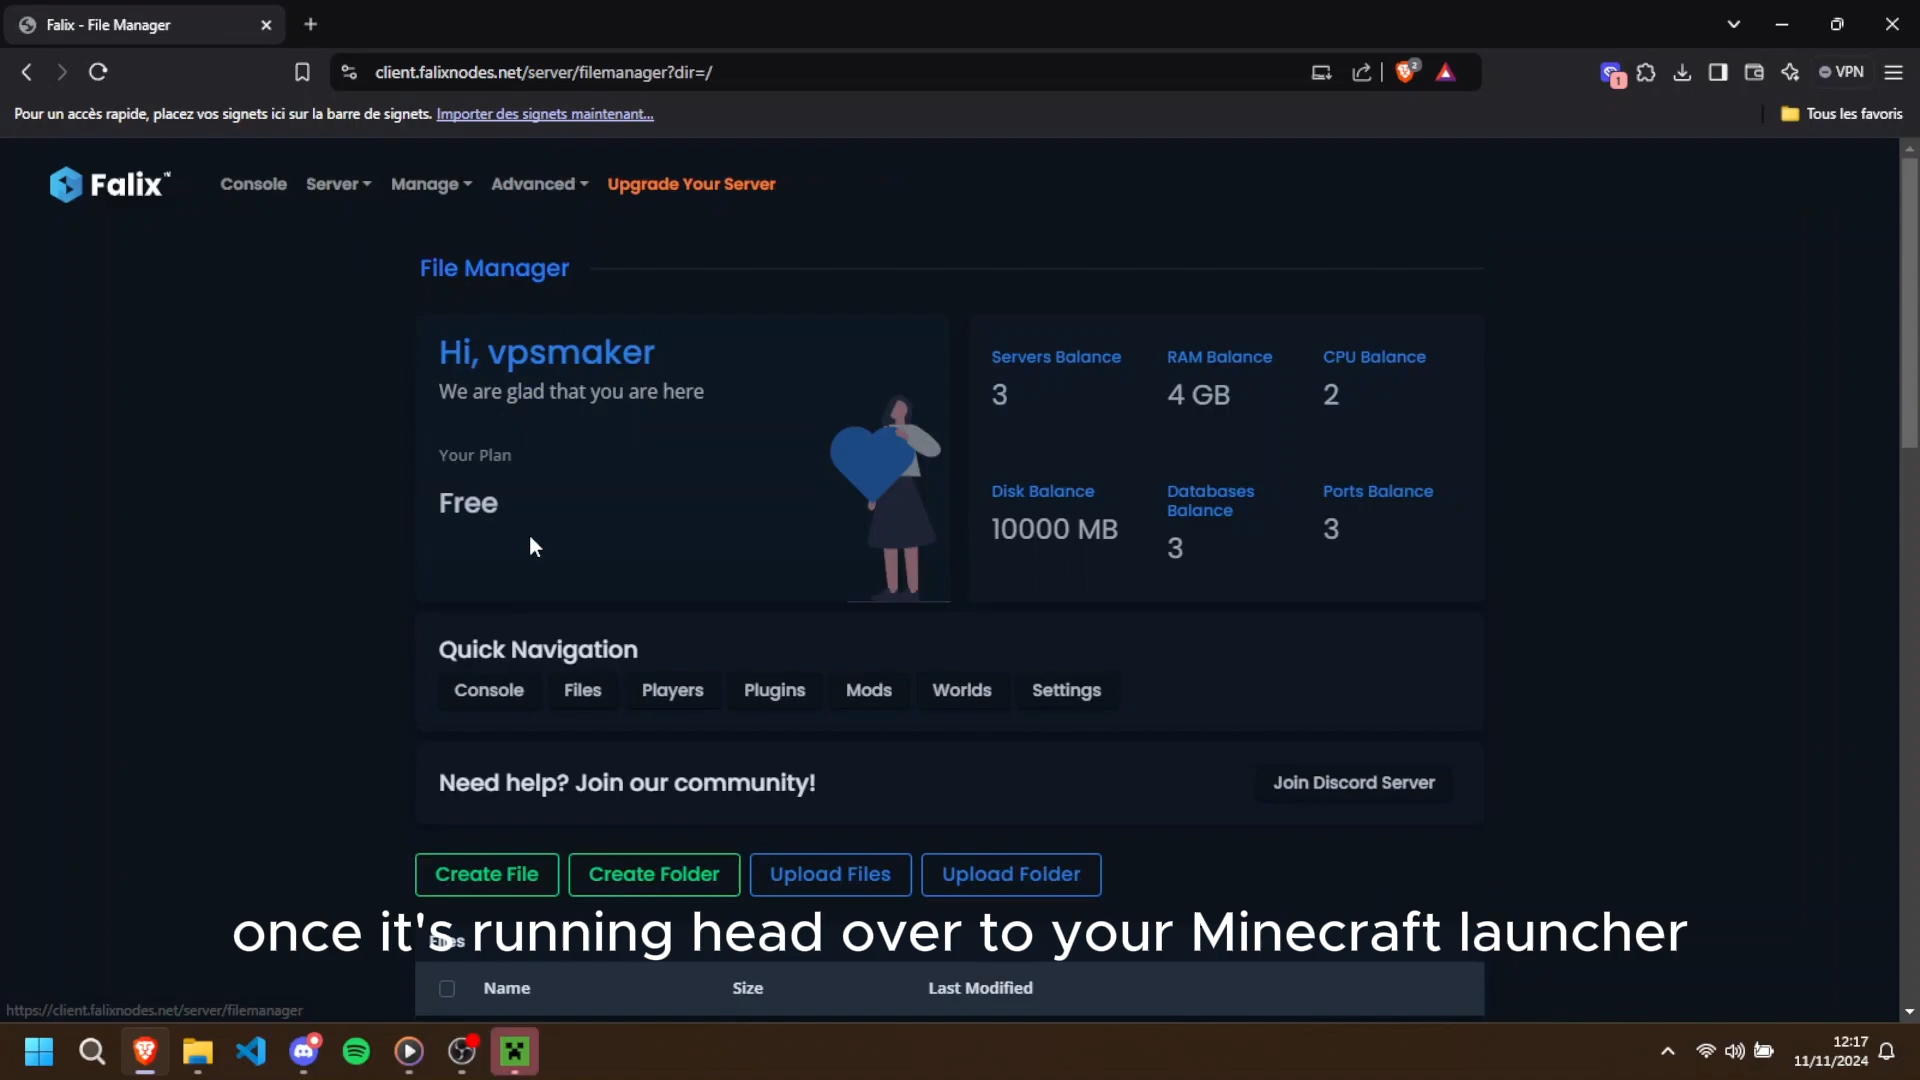 Falix - File Manager
client.falixnodes.net/server/filemanager?dir=/
2
1
VPN
Pour un accès rapide, placez vos signets ici sur la barre de signets. Importer des signets maintenant...
Tous les favoris
Falix™
Console Server Manage Advanced Upgrade Your Server
File Manager
Hi, vpsmaker
We are glad that you are here
Your Plan
Free
Servers Balance RAM Balance CPU Balance
3 4 GB 2
Disk Balance Databases Balance Ports Balance
10000 MB 3 3
Quick Navigation
Console Files Players Plugins Mods Worlds Settings
Need help? Join our community!
Join Discord Server
Create File Create Folder Upload Files Upload Folder
once it's running head over to your Minecraft launcher
Files
Name Size Last Modified
https://client.falixnodes.net/server/filemanager
12:17
11/11/2024